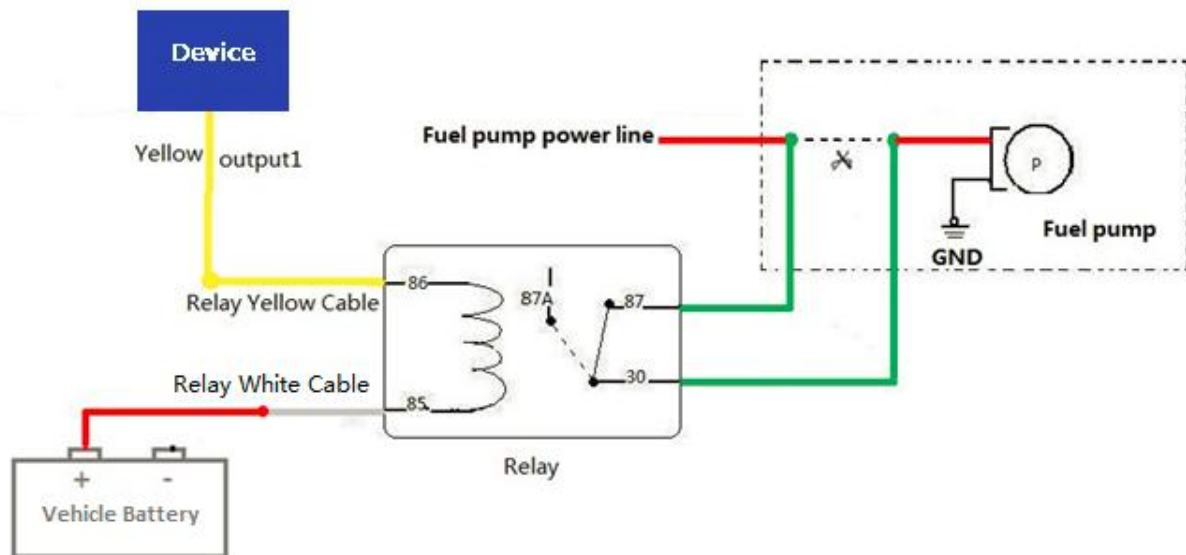 Device
Yellow output1
Fuel pump power line
P
Fuel pump
GND
Relay Yellow Cable
86
87A
87
30
Relay White Cable
85
Relay
+ -
Vehicle Battery